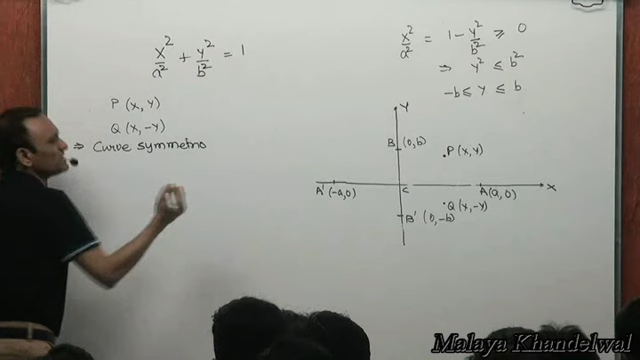 x²/a² + y²/b² = 1
P (x, y)
Q (x, -y)
⇒ Curve symmetric
x²/a² = 1 - y²/b² ≥ 0
⇒ y² ≤ b²
-b ≤ y ≤ b
Y
B (0, b)
P (x, y)
A' (-a, 0)
C
A (a, 0)
X
Q (x, -y)
B' (0, -b)
Malaya Khandelwal